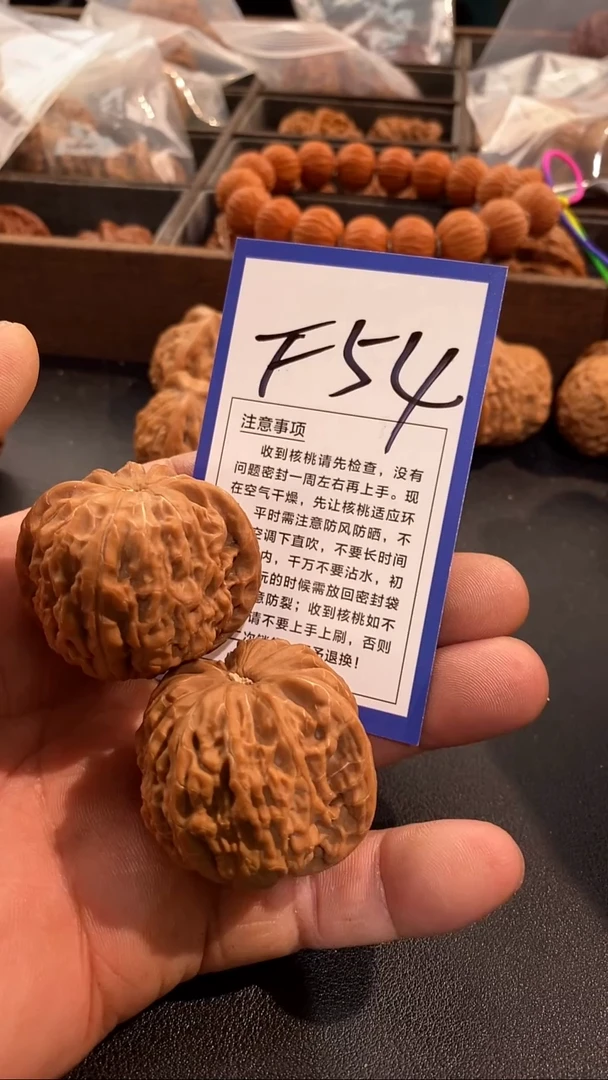 F54
注意事项
收到核桃请先检查，没有
问题密封一周左右再上手。现
在空气干燥，先让核桃适应环
平时需注意防风防晒，不
空调下直吹，不要长时间
内，千万不要沾水，初
玩的时候需放回密封袋
意防裂；收到核桃如不
请不要上手上刷，否则
二次销
予退换！